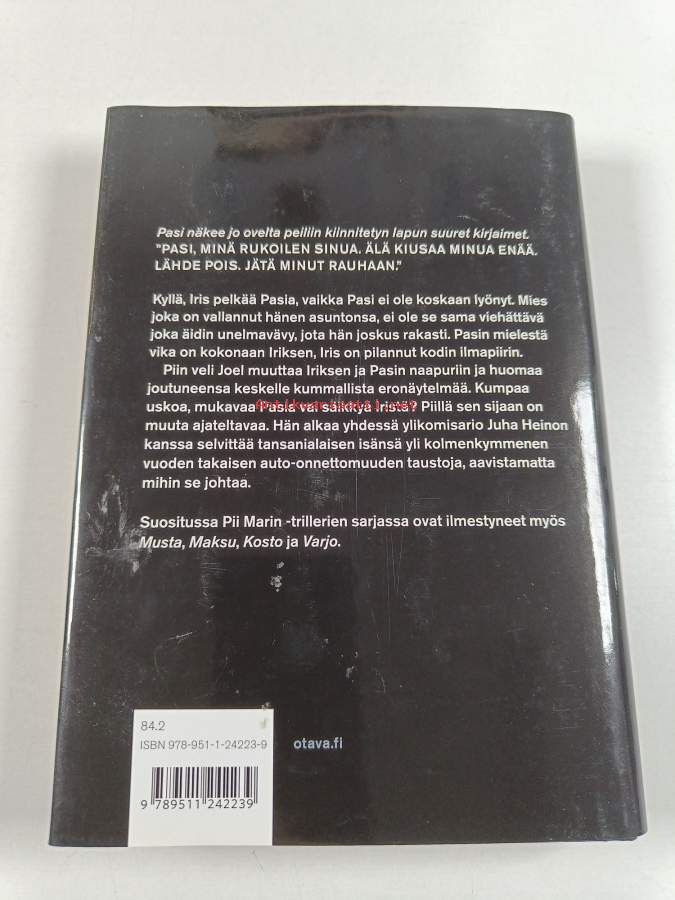 Pasi näkee jo ovelta peiliin kiinnitetyn lapun suuret kirjaimet.
"PASI, MINÄ RUKOILEN SINUA. ÄLÄ KIUSAA MINUA ENÄÄ.
LÄHDE POIS. JÄTÄ MINUT RAUHAAN."
Kyllä, Iris pelkää Pasia, vaikka Pasi ei ole koskaan lyönyt. Mies
joka on vallannut hänen asuntonsa, ei ole se sama viehättävä
joka äidin unelmavävy, jota hän joskus rakasti. Pasin mielestä
vika on kokonaan Iriksen, Iris on pilannut kodin ilmapiirin.
Piin veli Joel muuttaa Iriksen ja Pasin naapuriin ja huomaa
joutuneensa keskelle kummallista eronäytelmää. Kumpaa
uskoa, mukavaa Pasia vai säikkyä Iristä? Piillä sen sijaan on
muuta ajateltavaa. Hän alkaa yhdessä ylikomisario Juha Heinon
kanssa selvittää tansanialaisen isänsä yli kolmenkymmenen
vuoden takaisen auto-onnettomuuden taustoja, aavistamatta
mihin se johtaa.
Suositussa Pii Marin -trillerien sarjassa ovat ilmestyneet myös
Musta, Maksu, Kosto ja Varjo.
84.2
ISBN 978-951-1-24223-9
otava.fi
9 789511 242239